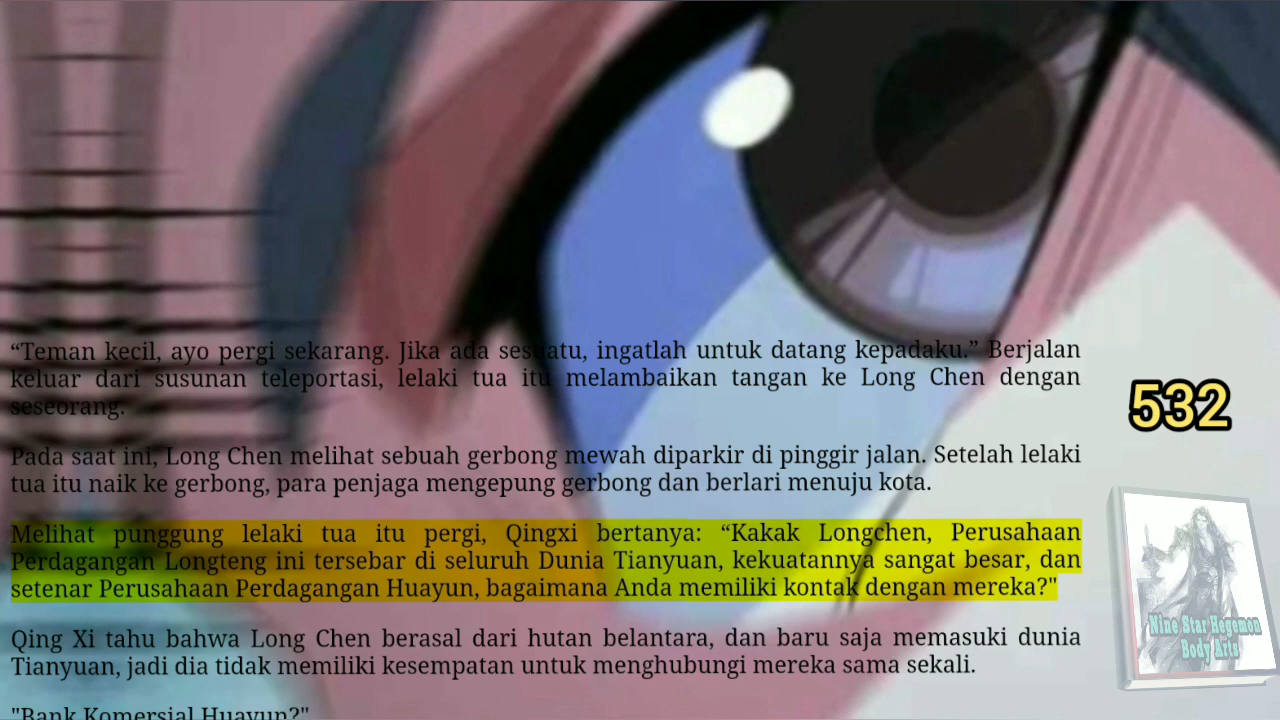 “Teman kecil, ayo pergi sekarang. Jika ada sesuatu, ingatlah untuk datang kepadaku.” Berjalan
keluar dari susunan teleportasi, lelaki tua itu melambaikan tangan ke Long Chen dengan
seseorang.
Pada saat ini, Long Chen melihat sebuah gerbong mewah diparkir di pinggir jalan. Setelah lelaki
tua itu naik ke gerbong, para penjaga mengepung gerbong dan berlari menuju kota.
Melihat punggung lelaki tua itu pergi, Qingxi bertanya: “Kakak Longchen, Perusahaan
Perdagangan Longteng ini tersebar di seluruh Dunia Tianyuan, kekuatannya sangat besar, dan
setenar Perusahaan Perdagangan Huayun, bagaimana Anda memiliki kontak dengan mereka?"
Qing Xi tahu bahwa Long Chen berasal dari hutan belantara, dan baru saja memasuki dunia
Tianyuan, jadi dia tidak memiliki kesempatan untuk menghubungi mereka sama sekali.
"Bank Komersial Huayun?"
532
Nine Star Hegemon
Body Arts